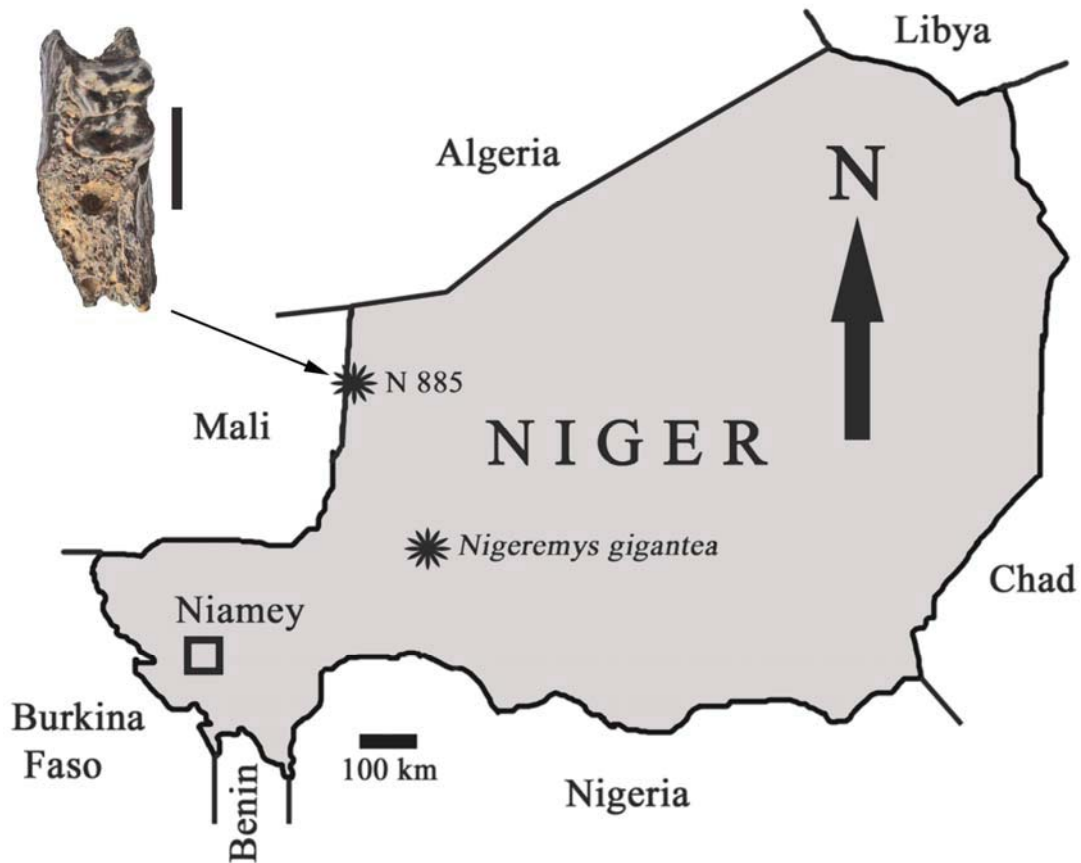 Libya
Algeria
N
N 885
Mali
NIGER
Nigeremys gigantea
Chad
Niamey
Burkina
Faso
100 km
Benin
Nigeria